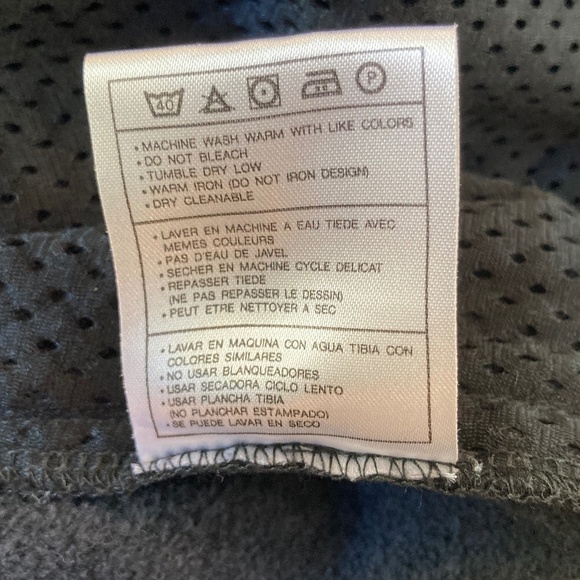 40 P
• MACHINE WASH WARM WITH LIKE COLORS
• DO NOT BLEACH
• TUMBLE DRY LOW
• WARM IRON (DO NOT IRON DESIGN)
• DRY CLEANABLE
• LAVER EN MACHINE A EAU TIEDE AVEC
MEMES COULEURS
• PAS D'EAU DE JAVEL
• SECHER EN MACHINE CYCLE DELICAT
• REPASSER TIEDE
(NE PAS REPASSER LE DESSIN)
• PEUT ETRE NETTOYER A SEC
• LAVAR EN MAQUINA CON AGUA TIBIA CON
COLORES SIMILARES
• NO USAR BLANQUEADORES
• USAR SECADORA CICLO LENTO
• USAR PLANCHA TIBIA
(NO PLANCHAR ESTAMPADO)
• SE PUEDE LAVAR EN SECO